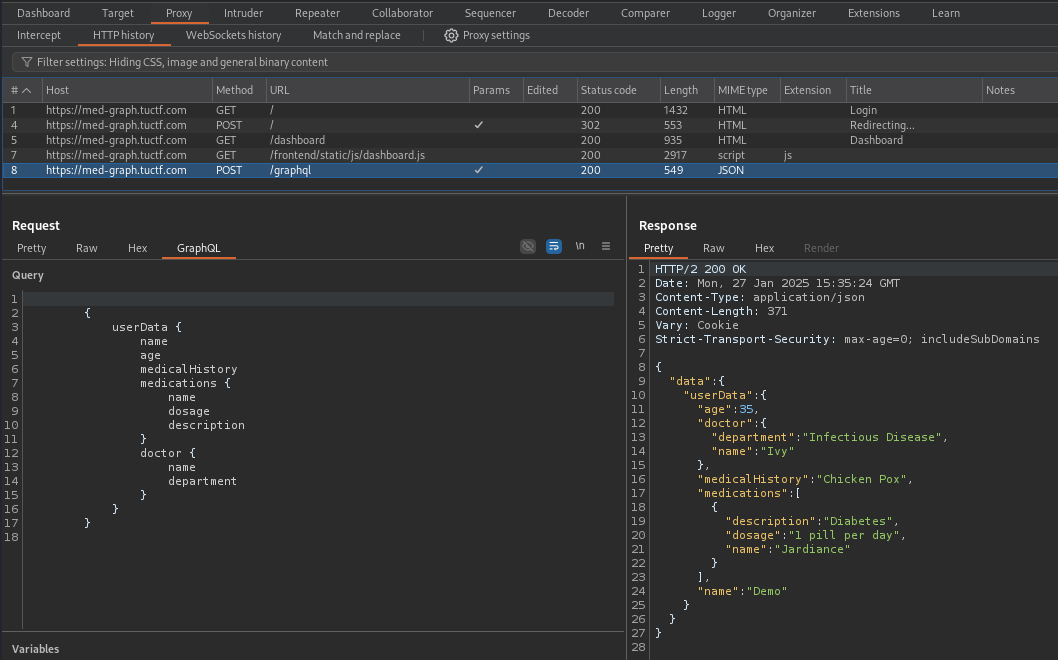 Dashboard Target Proxy Intruder Repeater Collaborator Sequencer Decoder Comparer Logger Organizer Extensions Learn
Intercept HTTP history WebSockets history Match and replace Proxy settings
Filter settings: Hiding CSS, image and general binary content
# Host Method URL Params Edited Status code Length MIME type Extension Title Notes
1 https://med-graph.tuctf.com GET / 200 1432 HTML Login
4 https://med-graph.tuctf.com POST / ✓ 302 553 HTML Redirecting...
5 https://med-graph.tuctf.com GET /dashboard 200 935 HTML Dashboard
7 https://med-graph.tuctf.com GET /frontend/static/js/dashboard.js 200 2917 script js
8 https://med-graph.tuctf.com POST /graphql ✓ 200 549 JSON
Request
Pretty Raw Hex GraphQL \n
Query
1
2 {
3 userData {
4 name
5 age
6 medicalHistory
7 medications {
8 name
9 dosage
10 description
11 }
12 doctor {
13 name
14 department
15 }
16 }
17 }
18
Variables
Response
Pretty Raw Hex Render
1 HTTP/2 200 OK
2 Date: Mon, 27 Jan 2025 15:35:24 GMT
3 Content-Type: application/json
4 Content-Length: 371
5 Vary: Cookie
6 Strict-Transport-Security: max-age=0; includeSubDomains
7
8 {
9 "data":{
10 "userData":{
11 "age":35,
12 "doctor":{
13 "department":"Infectious Disease",
14 "name":"Ivy"
15 },
16 "medicalHistory":"Chicken Pox",
17 "medications":[
18 {
19 "description":"Diabetes",
20 "dosage":"1 pill per day",
21 "name":"Jardiance"
22 }
23 ],
24 "name":"Demo"
25 }
26 }
27 }
28